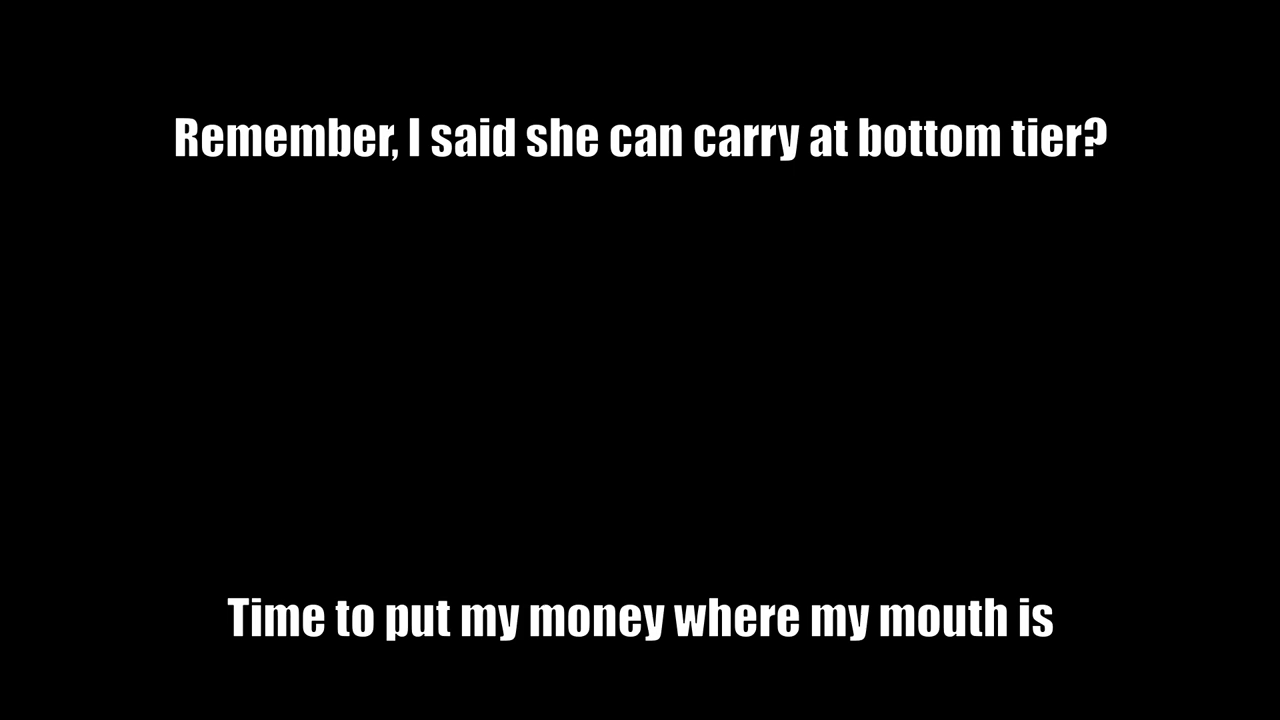 Remember, I said she can carry at bottom tier?
Time to put my money where my mouth is